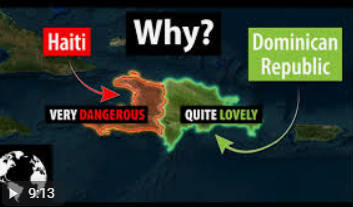 Haiti
Why?
Dominican
Republic
VERY DANGEROUS
QUITE LOVELY
9:13